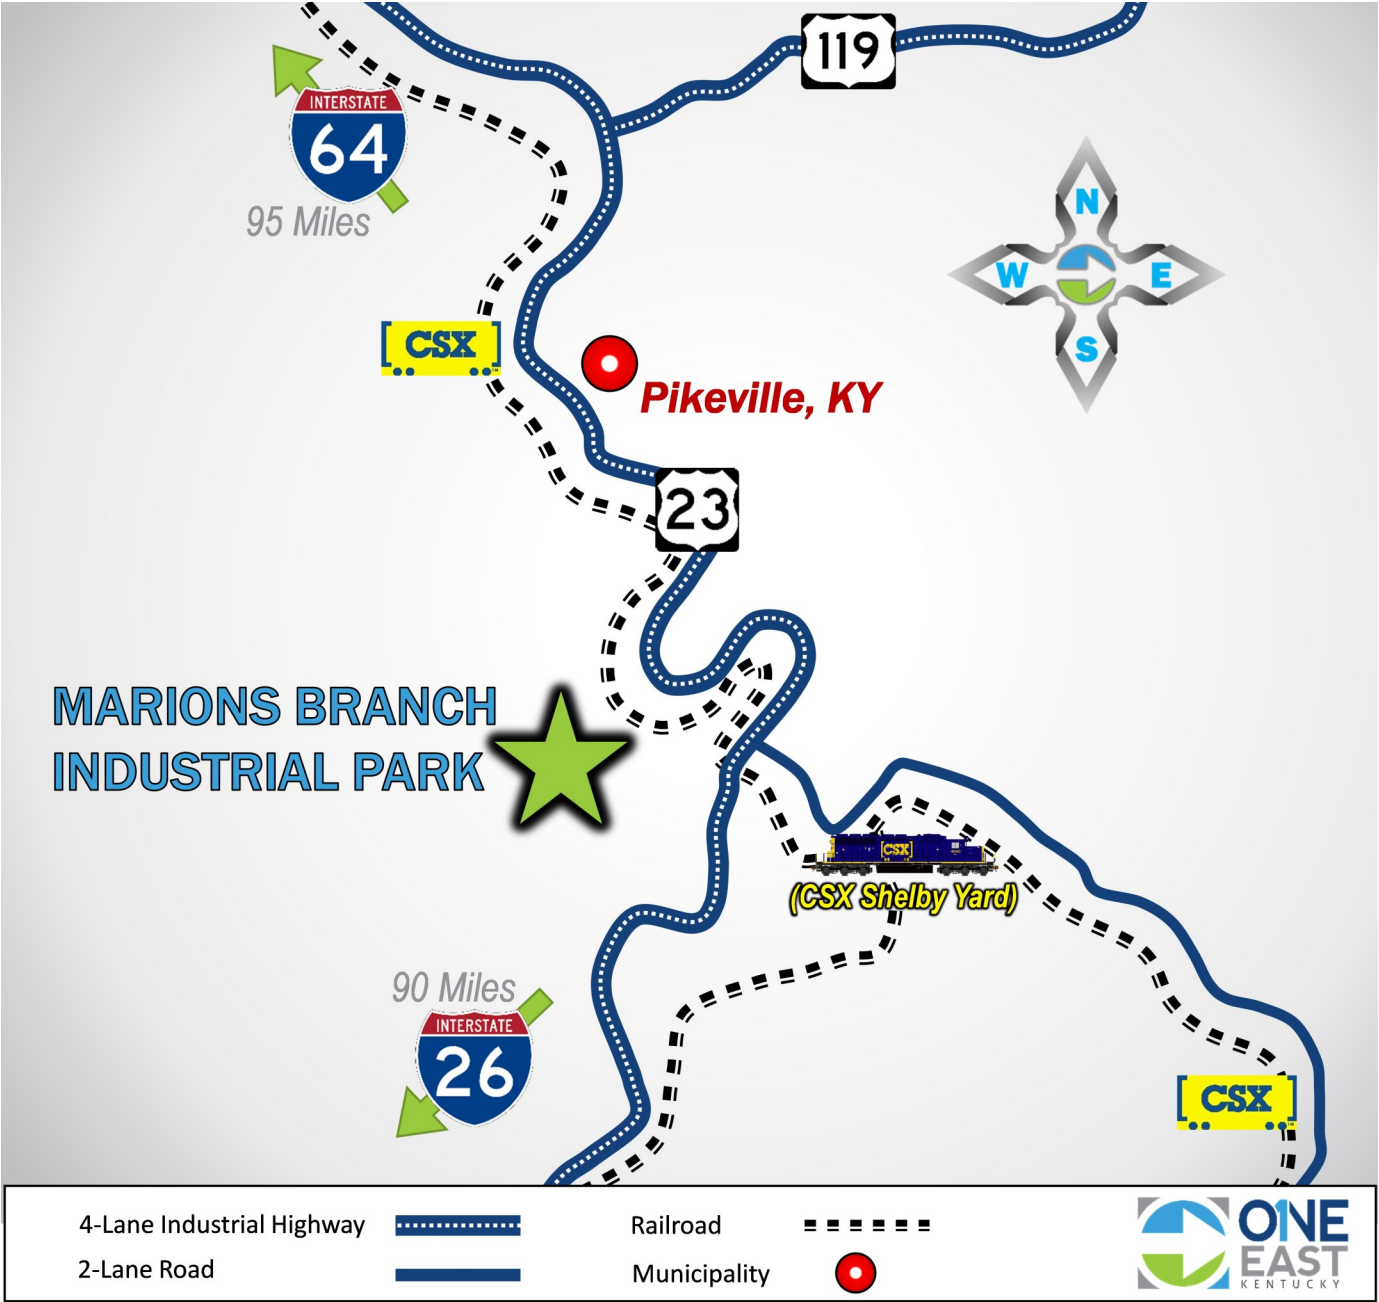 119
INTERSTATE
64
95 Miles
N
W
E
S
CSX
Pikeville, KY
23
MARIONS BRANCH
INDUSTRIAL PARK
CSX
(CSX Shelby Yard)
90 Miles
INTERSTATE
26
CSX
4-Lane Industrial Highway
Railroad
2-Lane Road
Municipality
ONE
EAST
KENTUCKY